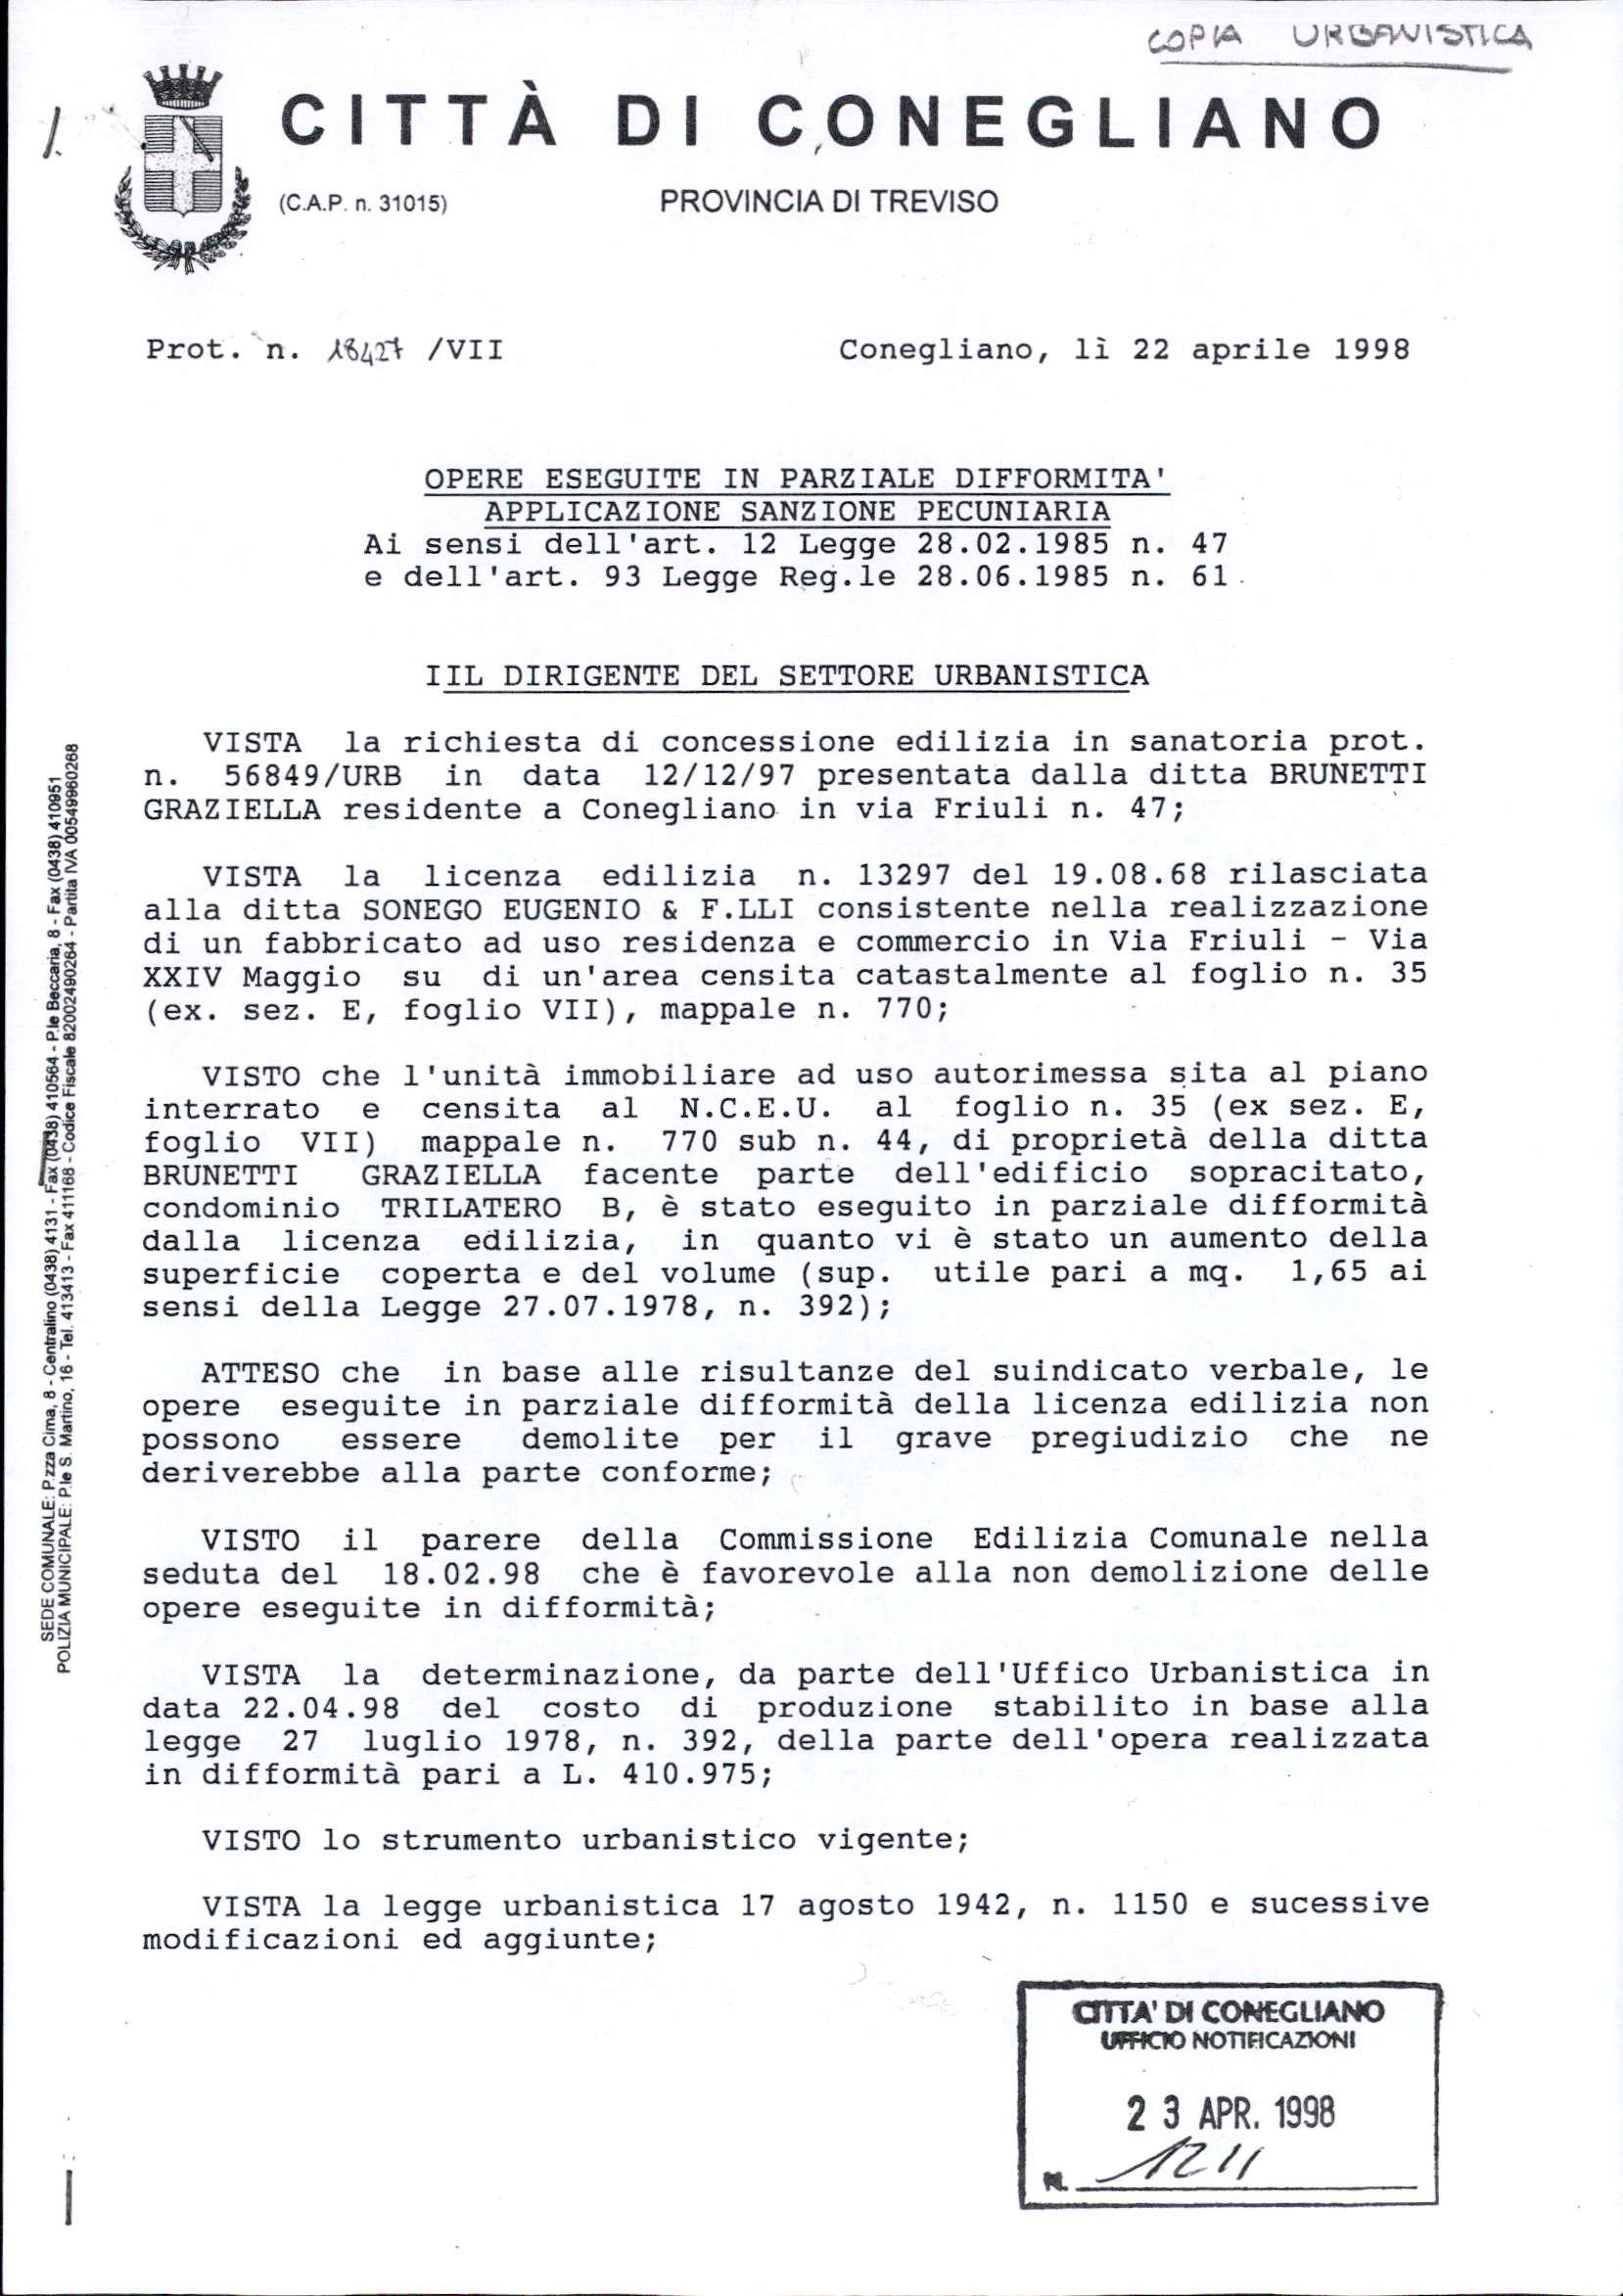 COPIA URBANISTICA
1.
CITTÀ DI CONEGLIANO
(C.A.P. n. 31015) PROVINCIA DI TREVISO
Prot. n. 18427 /VII Conegliano, lì 22 aprile 1998
OPERE ESEGUITE IN PARZIALE DIFFORMITA'
APPLICAZIONE SANZIONE PECUNIARIA
Ai sensi dell'art. 12 Legge 28.02.1985 n. 47
e dell'art. 93 Legge Reg.le 28.06.1985 n. 61
IIL DIRIGENTE DEL SETTORE URBANISTICA
VISTA la richiesta di concessione edilizia in sanatoria prot.
n. 56849/URB in data 12/12/97 presentata dalla ditta BRUNETTI
GRAZIELLA residente a Conegliano in via Friuli n. 47;
VISTA la licenza edilizia n. 13297 del 19.08.68 rilasciata
alla ditta SONEGO EUGENIO & F.LLI consistente nella realizzazione
di un fabbricato ad uso residenza e commercio in Via Friuli - Via
XXIV Maggio su di un'area censita catastalmente al foglio n. 35
(ex. sez. E, foglio VII), mappale n. 770;
VISTO che l'unità immobiliare ad uso autorimessa sita al piano
interrato e censita al N.C.E.U. al foglio n. 35 (ex sez. E,
foglio VII) mappale n. 770 sub n. 44, di proprietà della ditta
BRUNETTI GRAZIELLA facente parte dell'edificio sopracitato,
condominio TRILATERO B, è stato eseguito in parziale difformità
dalla licenza edilizia, in quanto vi è stato un aumento della
superficie coperta e del volume (sup. utile pari a mq. 1,65 ai
sensi della Legge 27.07.1978, n. 392);
ATTESO che in base alle risultanze del suindicato verbale, le
opere eseguite in parziale difformità della licenza edilizia non
possono essere demolite per il grave pregiudizio che ne
deriverebbe alla parte conforme;
VISTO il parere della Commissione Edilizia Comunale nella
seduta del 18.02.98 che è favorevole alla non demolizione delle
opere eseguite in difformità;
VISTA la determinazione, da parte dell'Uffico Urbanistica in
data 22.04.98 del costo di produzione stabilito in base alla
legge 27 luglio 1978, n. 392, della parte dell'opera realizzata
in difformità pari a L. 410.975;
VISTO lo strumento urbanistico vigente;
VISTA la legge urbanistica 17 agosto 1942, n. 1150 e sucessive
modificazioni ed aggiunte;
CITTA' DI CONEGLIANO
UFFICIO NOTIFICAZIONI
23 APR. 1998
N. 1211
SEDE COMUNALE: P.zza Cima, 8 - Centralino (0438) 4131 - Fax (0438) 410564 - P.le Beccaria, 8 - Fax (0438) 410951
POLIZIA MUNICIPALE: P.le S. Martino, 16 - Tel. 413413 - Fax 411168 - Codice Fiscale 82002490264 - Partita IVA 00549960268